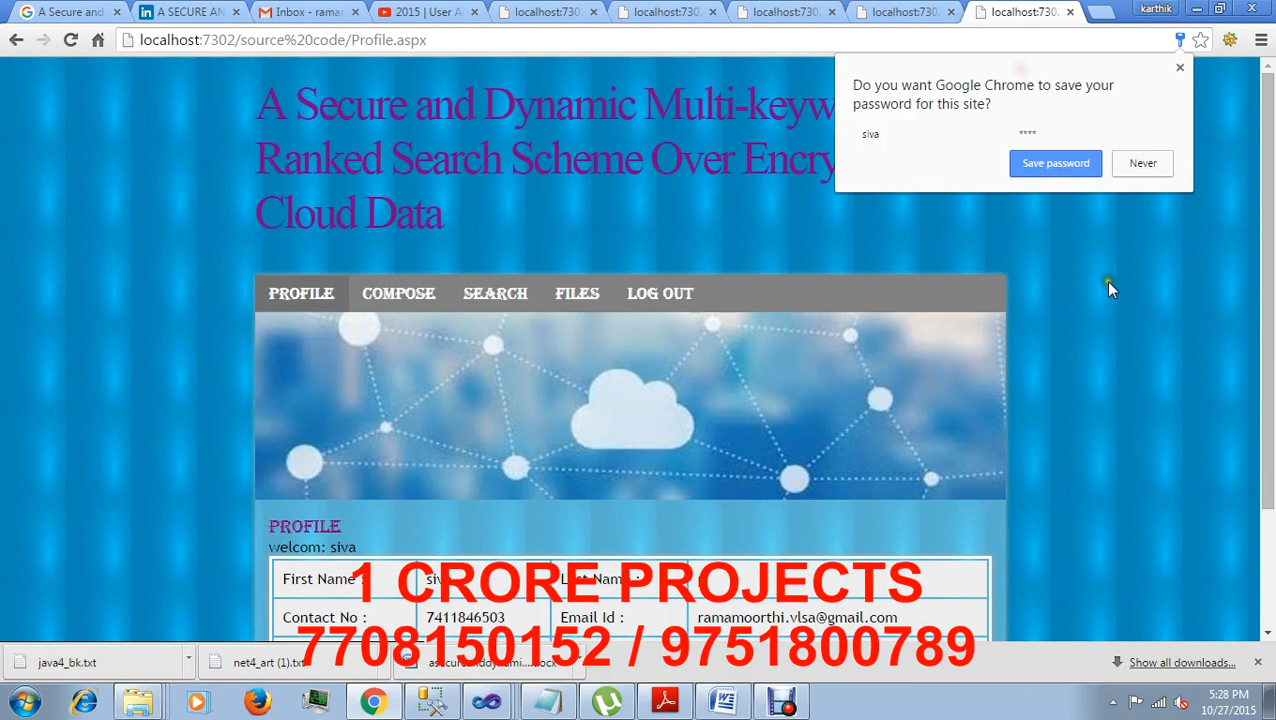 A Secure and
A SECURE AN
Inbox - ramar
2015 | User A
localhost:730
localhost:730
localhost:730
localhost:730
localhost:730
karthik
localhost:7302/source%20code/Profile.aspx
Do you want Google Chrome to save your
password for this site?
siva ****
Save password
Never
A Secure and Dynamic Multi-keyw
Ranked Search Scheme Over Encry
Cloud Data
PROFILE COMPOSE SEARCH FILES LOG OUT
PROFILE
welcom: siva
First Name : Last Name :
1 CRORE PROJECTS
Contact No : 7411846503 Email Id : ramamoorthi.vlsa@gmail.com
7708150152 / 9751800789
java4_bk.txt
net4_art (1).txt
Show all downloads...
5:28 PM
10/27/2015